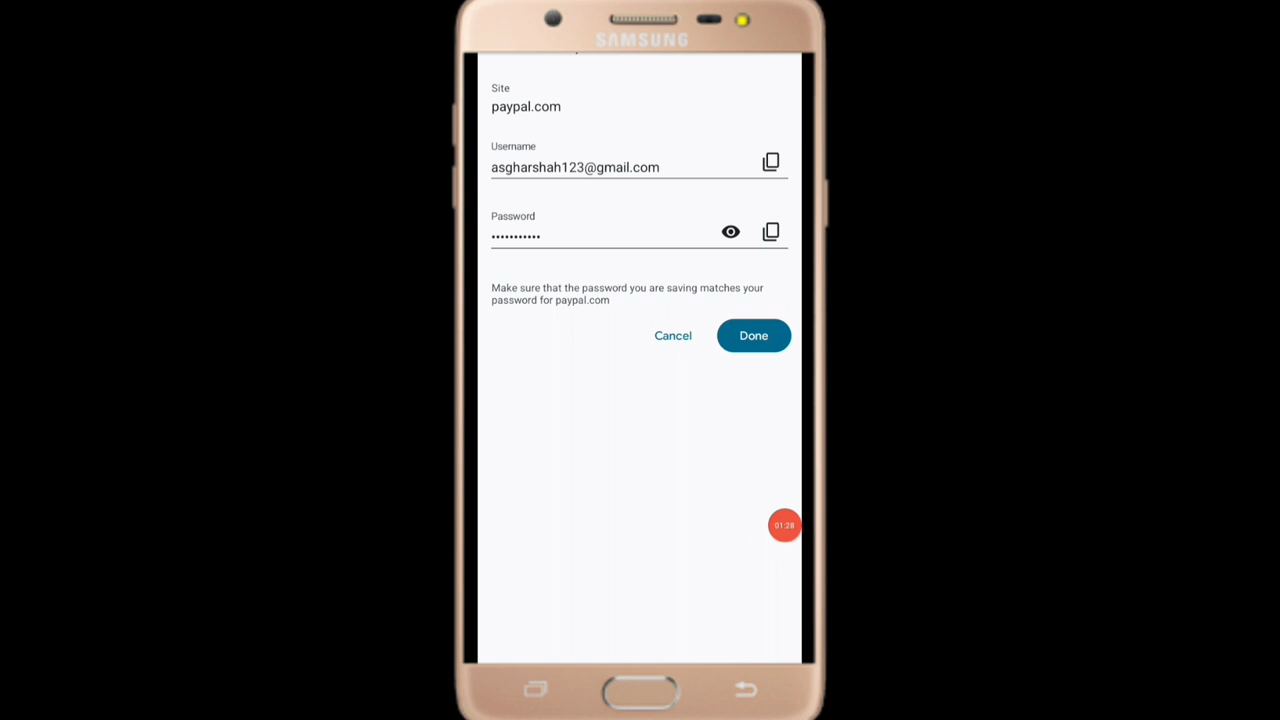 SAMSUNG
Site
paypal.com
Username
asgharshah123@gmail.com
Password
•••••••••••
Make sure that the password you are saving matches your
password for paypal.com
Cancel
Done
01:28